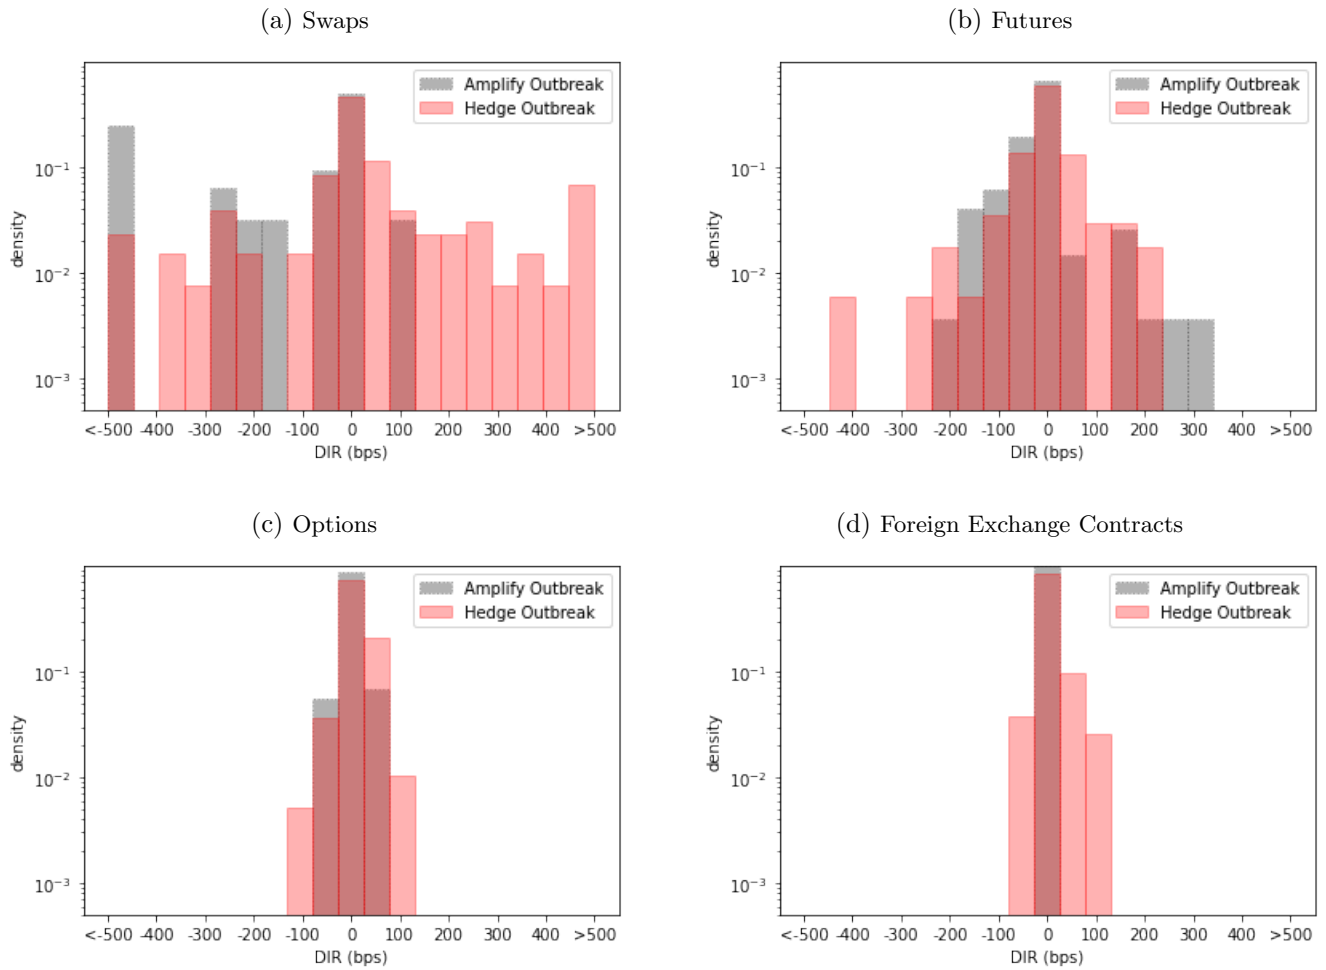 (a) Swaps
Amplify Outbreak
Hedge Outbreak
density
10⁻¹
10⁻²
10⁻³
<-500 -400 -300 -200 -100 0 100 200 300 400 >500
DIR (bps)
(b) Futures
Amplify Outbreak
Hedge Outbreak
density
10⁻¹
10⁻²
10⁻³
<-500 -400 -300 -200 -100 0 100 200 300 400 >500
DIR (bps)
(c) Options
Amplify Outbreak
Hedge Outbreak
density
10⁻¹
10⁻²
10⁻³
<-500 -400 -300 -200 -100 0 100 200 300 400 >500
DIR (bps)
(d) Foreign Exchange Contracts
Amplify Outbreak
Hedge Outbreak
density
10⁻¹
10⁻²
10⁻³
<-500 -400 -300 -200 -100 0 100 200 300 400 >500
DIR (bps)